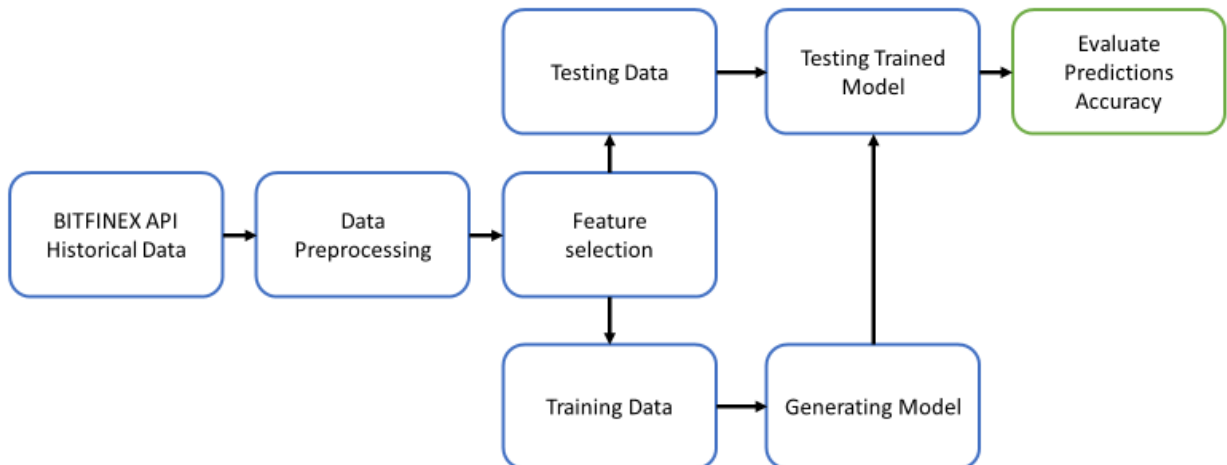 Testing Data
Testing Trained
Model
Evaluate
Predictions
Accuracy
BITFINEX API
Historical Data
Data
Preprocessing
Feature
selection
Training Data
Generating Model